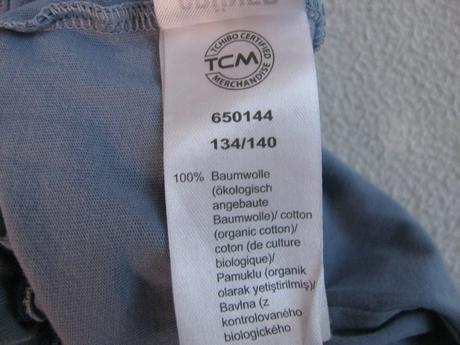 TCHIBO CERTIFIED
TCM
MERCHANDISE
650144
134/140
100% Baumwolle
(ökologisch
angebaute
Baumwolle)/ cotton
(organic cotton)/
coton (de culture
biologique)/
Pamuklu (organik
olarak yetiştirilmiş)/
Bavlna (z
kontrolovaného
biologického